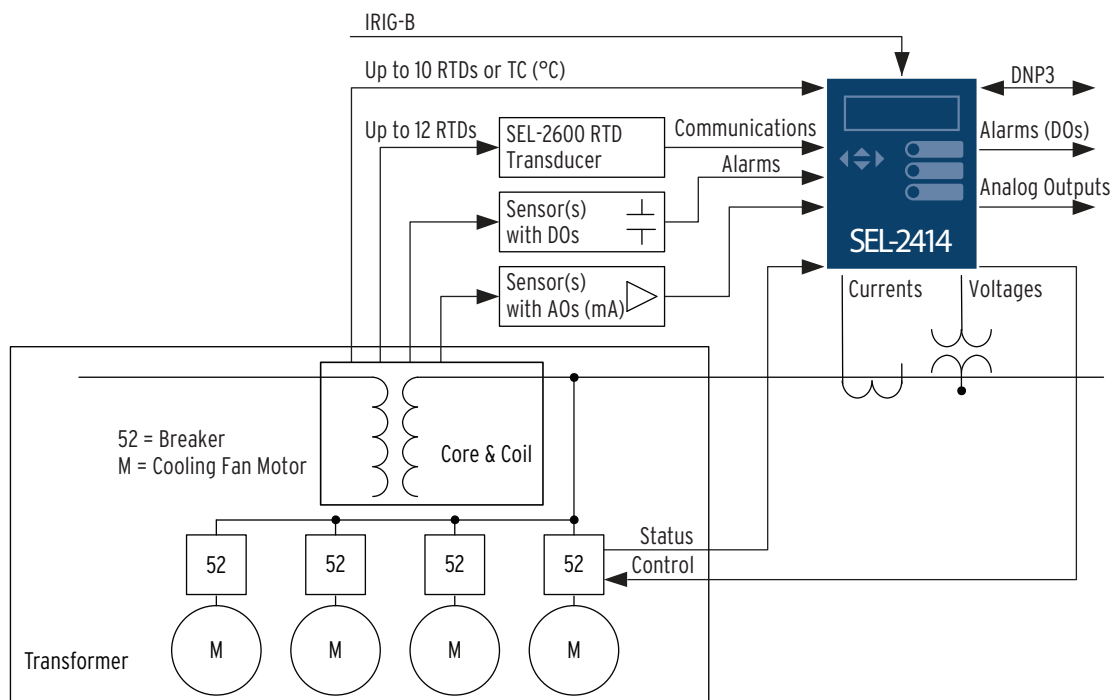 IRIG-B
Up to 10 RTDs or TC (°C)
DNP3
Up to 12 RTDs
SEL-2600 RTD
Transducer
Communications
Alarms (DOs)
Alarms
Sensor(s)
with DOs
Analog Outputs
SEL-2414
Sensor(s)
with AOs (mA)
Currents
Voltages
52 = Breaker
M = Cooling Fan Motor
Core & Coil
Status
Control
52
52
52
52
M
M
M
M
Transformer